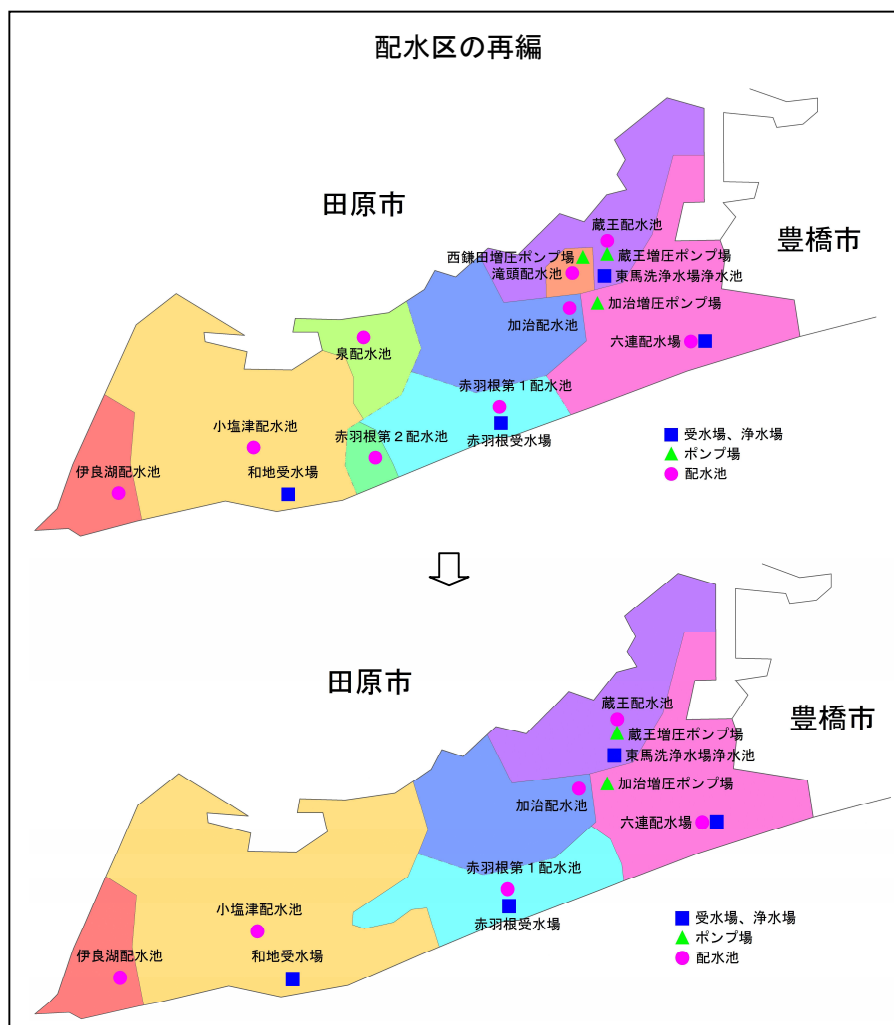 配水区の再編
田原市
豊橋市
蔵王配水池
西鎌田増圧ポンプ場
蔵王増圧ポンプ場
滝頭配水池
東馬洗浄水場浄水池
加治増圧ポンプ場
加治配水池
六連配水場
泉配水池
赤羽根第1配水池
小塩津配水池
赤羽根第2配水池
赤羽根受水場
伊良湖配水池
和地受水場
受水場、浄水場
ポンプ場
配水池
田原市
豊橋市
蔵王配水池
蔵王増圧ポンプ場
東馬洗浄水場浄水池
加治増圧ポンプ場
加治配水池
六連配水場
赤羽根第1配水池
小塩津配水池
赤羽根受水場
伊良湖配水池
和地受水場
受水場、浄水場
ポンプ場
配水池